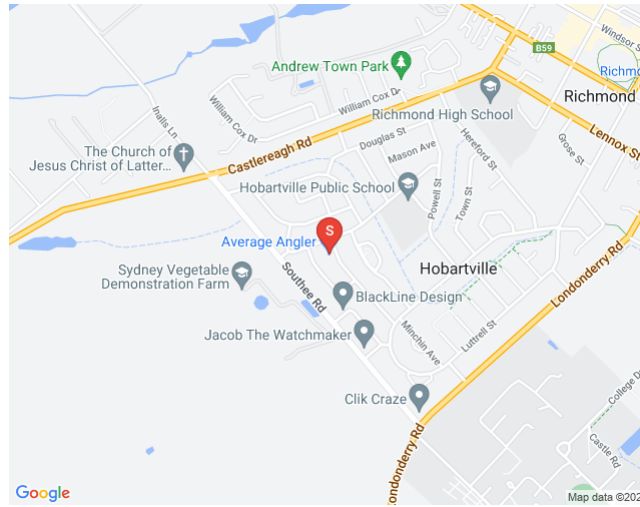 Windsor S
B59
Richmo
Richmond
Andrew Town Park
William Cox Dr
William Cox Dr
Richmond High School
Inalls Ln
The Church of
Jesus Christ of Latter...
Castlereagh Rd
Douglas St
Mason Ave
Hereford St
Lennox St
Grose St
Hobartville Public School
Powell St
Town St
S
Average Angler
Hobartville
Londonderry Rd
Sydney Vegetable
Demonstration Farm
Southee Rd
BlackLine Design
Jacob The Watchmaker
Minchin Ave
Luttrell St
Clik Craze
College Dr
Castle Rd
Londonderry Rd
Google
Map data ©202